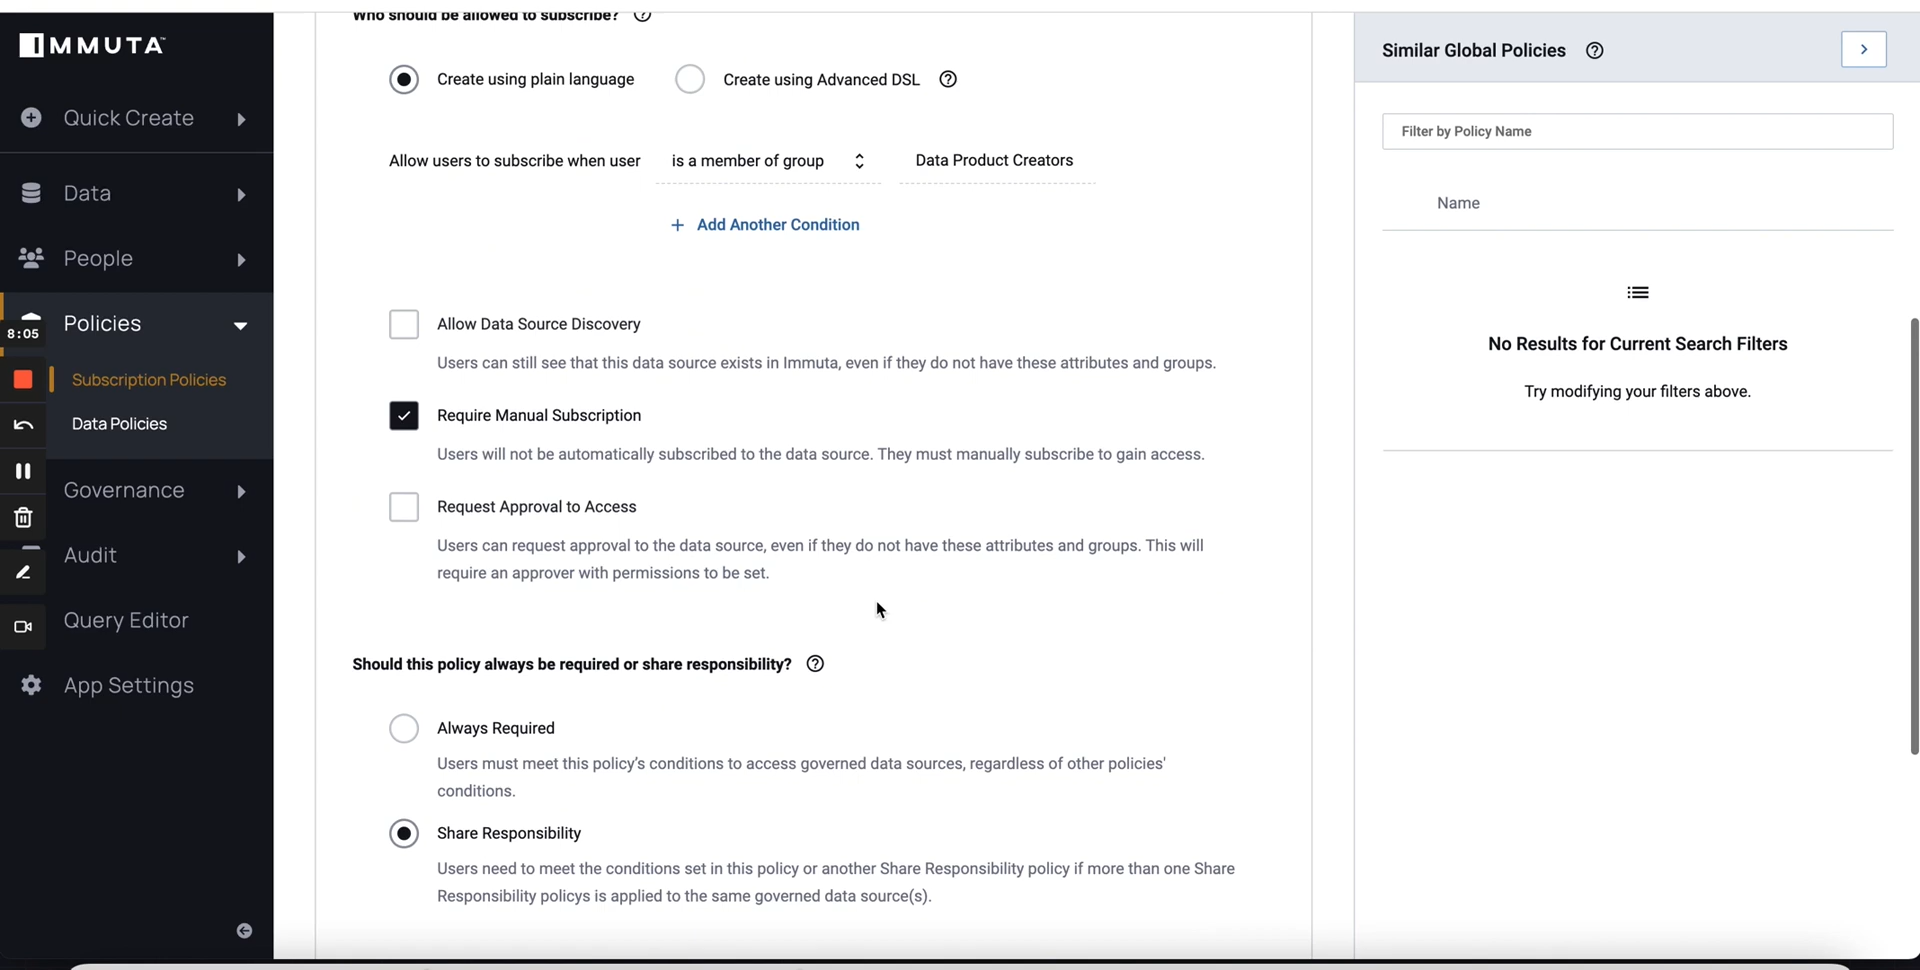 IMMUTA
Quick Create
Data
People
Policies
8:05
Subscription Policies
Data Policies
Governance
Audit
Query Editor
App Settings
Who should be allowed to subscribe?
Create using plain language
Create using Advanced DSL
Allow users to subscribe when user is a member of group Data Product Creators
+ Add Another Condition
Allow Data Source Discovery
Users can still see that this data source exists in Immuta, even if they do not have these attributes and groups.
Require Manual Subscription
Users will not be automatically subscribed to the data source. They must manually subscribe to gain access.
Request Approval to Access
Users can request approval to the data source, even if they do not have these attributes and groups. This will
require an approver with permissions to be set.
Should this policy always be required or share responsibility?
Always Required
Users must meet this policy's conditions to access governed data sources, regardless of other policies'
conditions.
Share Responsibility
Users need to meet the conditions set in this policy or another Share Responsibility policy if more than one Share
Responsibility policys is applied to the same governed data source(s).
Similar Global Policies
Filter by Policy Name
Name
No Results for Current Search Filters
Try modifying your filters above.